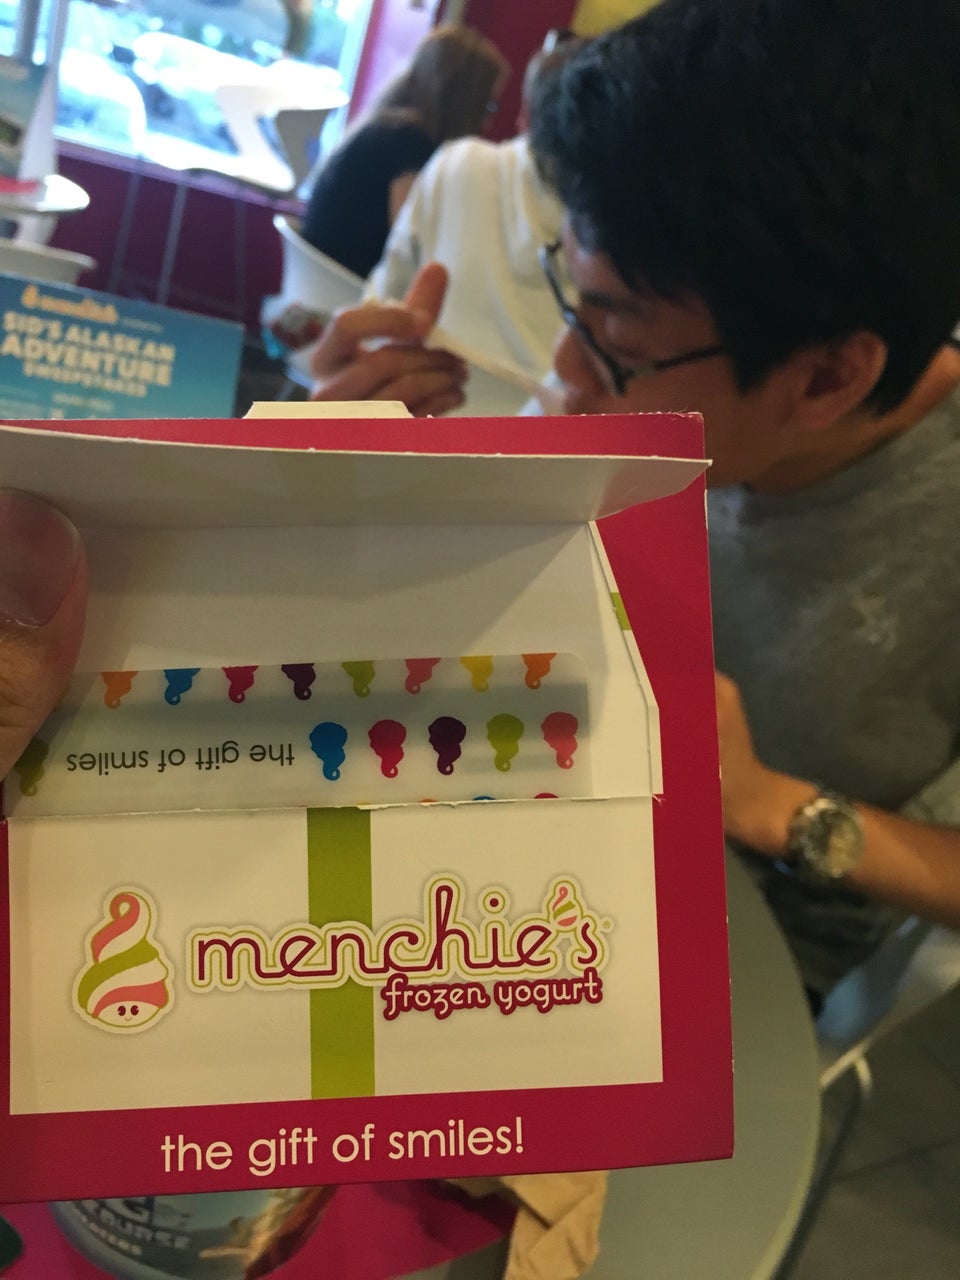 SID'S ALASKAN
ADVENTURE
SWEEPSTAKES
the gift of smiles
menchie's
frozen yogurt
the gift of smiles!